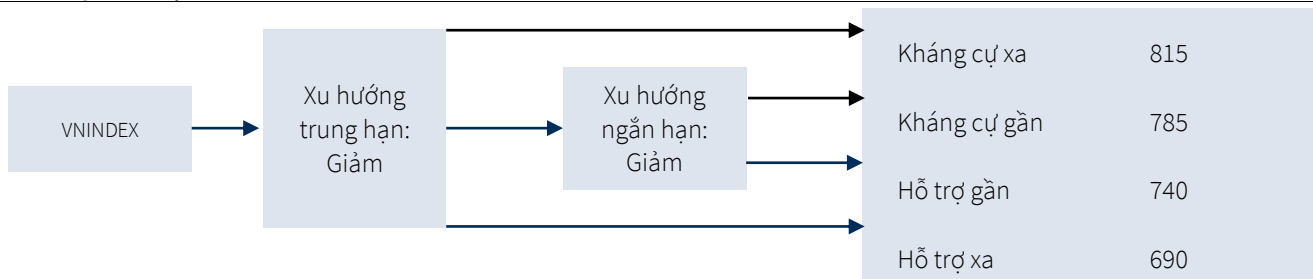 VNINDEX
Xu hướng
trung hạn:
Giảm
Xu hướng
ngắn hạn:
Giảm
Kháng cự xa 815
Kháng cự gần 785
Hỗ trợ gần 740
Hỗ trợ xa 690